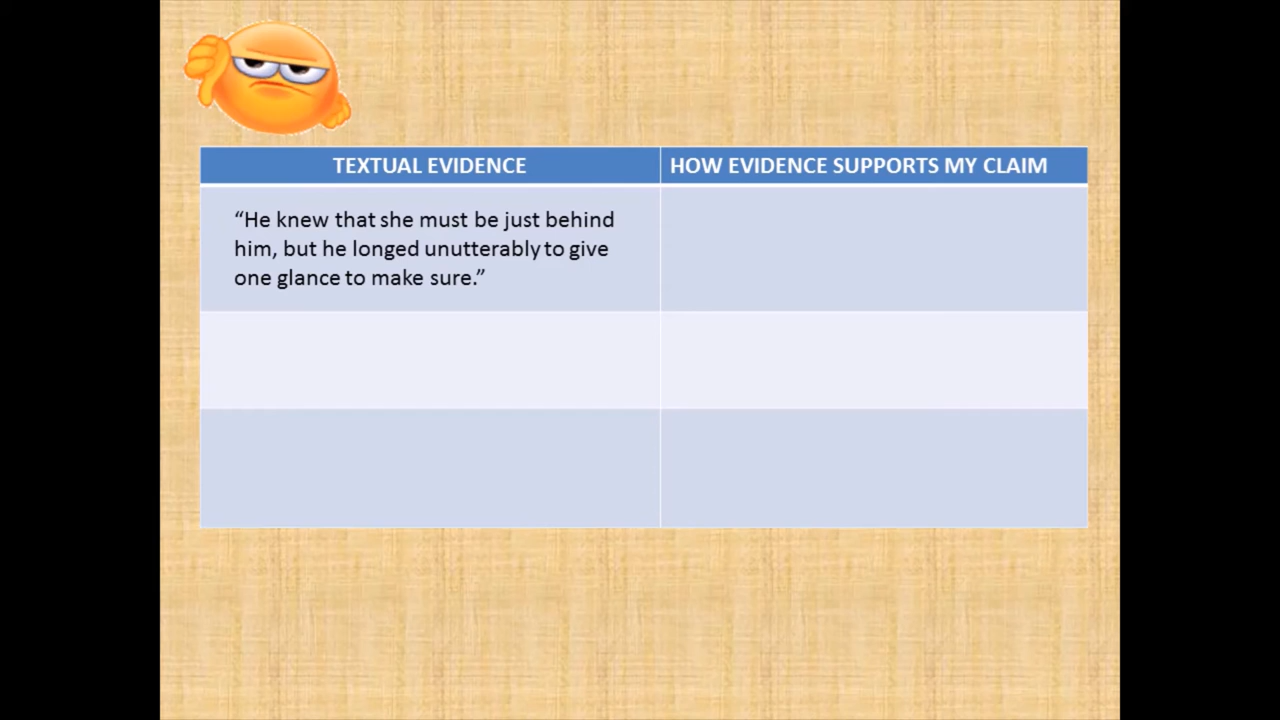 TEXTUAL EVIDENCE
HOW EVIDENCE SUPPORTS MY CLAIM
“He knew that she must be just behind
him, but he longed unutterably to give
one glance to make sure.”